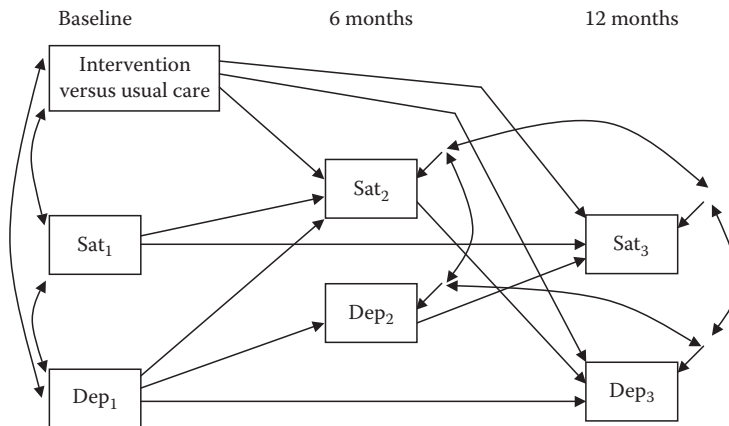 Baseline
6 months
12 months
Intervention
versus usual care
Sat₂
Sat₁
Sat₃
Dep₂
Dep₁
Dep₃